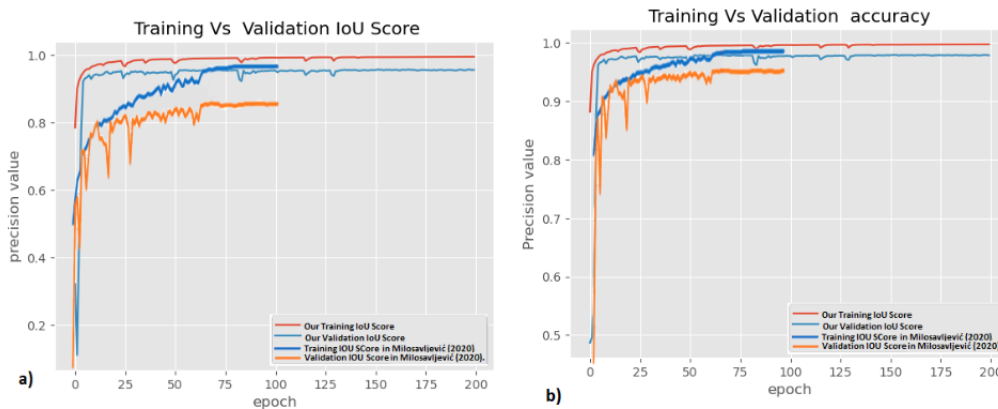 Training Vs Validation IoU Score
1.0
0.8
0.6
0.4
0.2
precision value
0
25
50
75
100
125
150
175
200
epoch
Our Training IoU Score
Our Validation IoU Score
Training IOU Score in Milosavljević (2020)
Validation IOU Score in Milosavljević (2020).
a)
Training Vs Validation accuracy
1.0
0.9
0.8
0.7
0.6
0.5
Precision value
0
25
50
75
100
125
150
175
200
epoch
Our Training IoU Score
Our Validation IoU Score
Training IOU Score in Milosavljević (2020)
Validation IOU Score in Milosavljević (2020)
b)